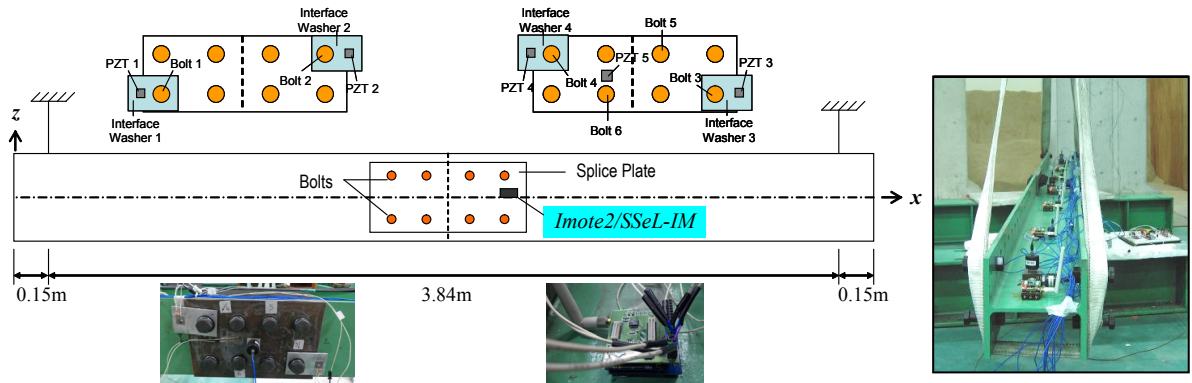 Interface
Washer 2
PZT 1
Bolt 1
Bolt 2
PZT 2
Interface
Washer 1
Interface
Washer 4
Bolt 5
PZT 5
PZT 3
PZT 4
Bolt 4
Bolt 3
Bolt 6
Interface
Washer 3
z
Bolts
Splice Plate
x
Imote2/SSeL-IM
0.15m
3.84m
0.15m